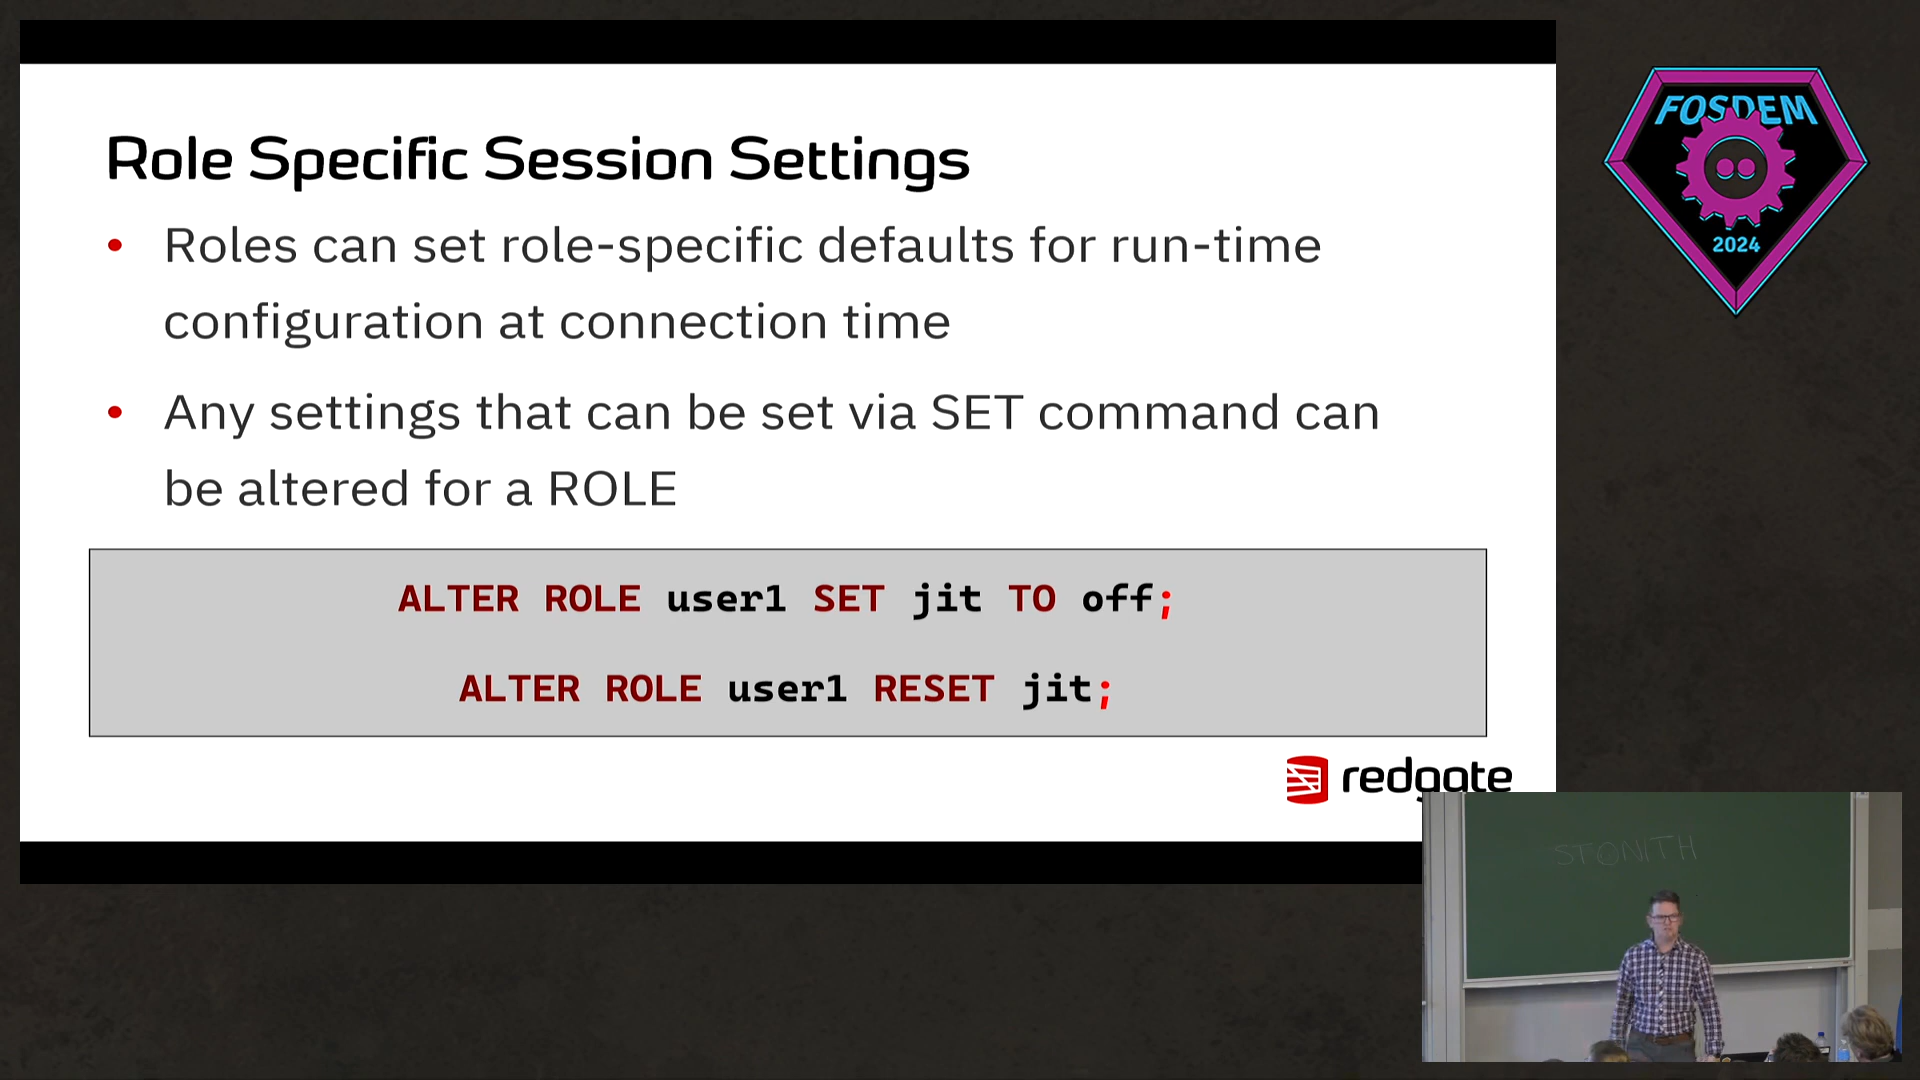 Role Specific Session Settings
• Roles can set role-specific defaults for run-time
configuration at connection time
• Any settings that can be set via SET command can
be altered for a ROLE
ALTER ROLE user1 SET jit TO off;
ALTER ROLE user1 RESET jit;
redgate
FOSDEM
2024
STONITH